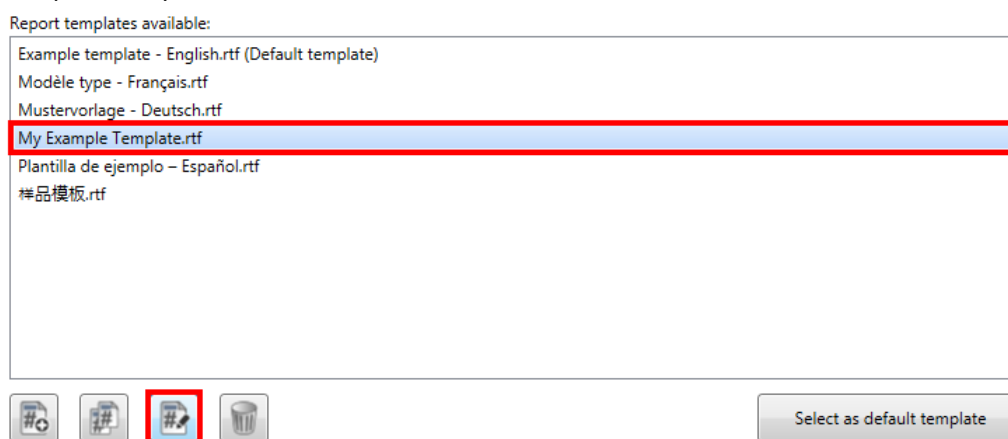 Report templates available:
Example template - English.rtf (Default template)
Modèle type - Français.rtf
Mustervorlage - Deutsch.rtf
My Example Template.rtf
Plantilla de ejemplo – Español.rtf
样品模板.rtf
Select as default template